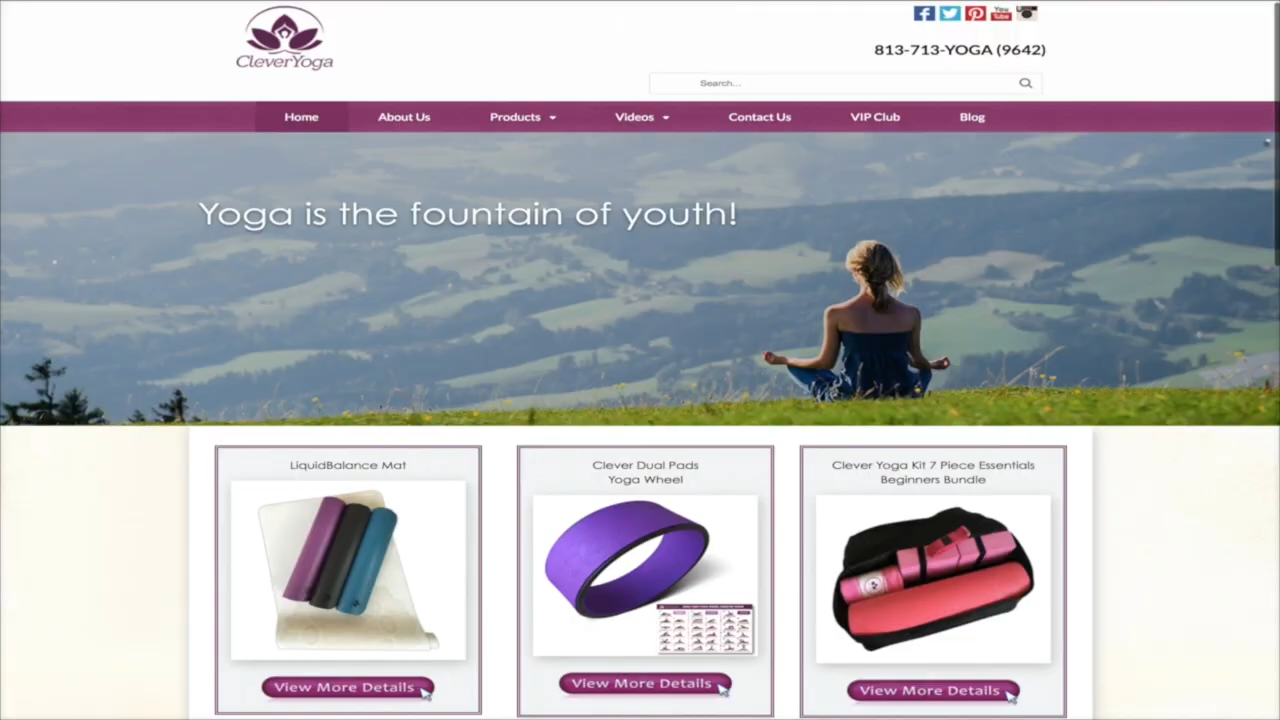 CleverYoga
You
Tube
813-713-YOGA (9642)
Search...
Home
About Us
Products
Videos
Contact Us
VIP Club
Blog
Yoga is the fountain of youth!
LiquidBalance Mat
Clever Dual Pads
Yoga Wheel
Clever Yoga Kit 7 Piece Essentials
Beginners Bundle
View More Details
View More Details
View More Details